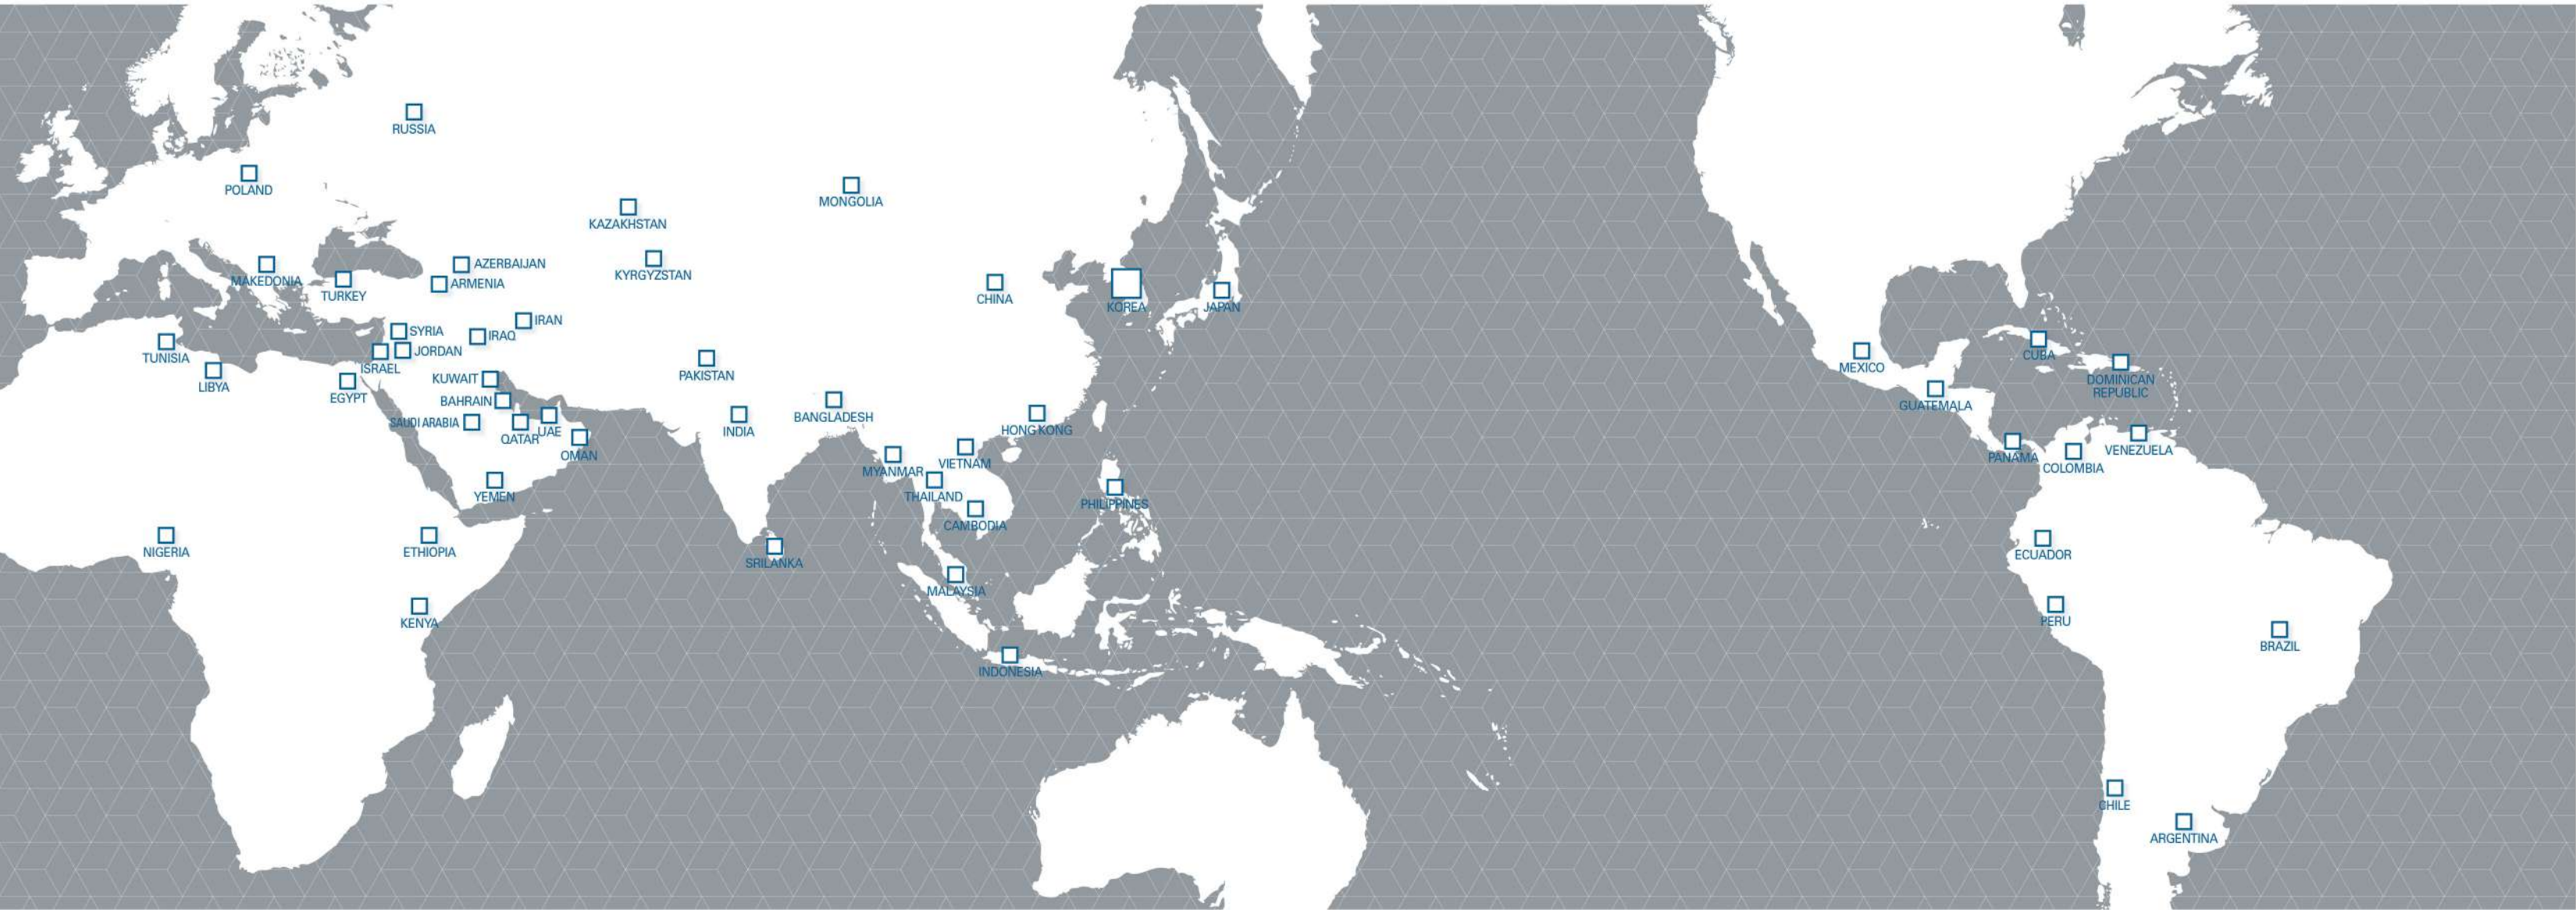 RUSSIA
POLAND
MONGOLIA
KAZAKHSTAN
AZERBAIJAN
MAKEDONIA
KYRGYZSTAN
ARMENIA
TURKEY
CHINA
KOREA
JAPAN
IRAN
SYRIA
IRAQ
TUNISIA
JORDAN
ISRAEL
CUBA
MEXICO
PAKISTAN
KUWAIT
LIBYA
DOMINICAN
REPUBLIC
EGYPT
BAHRAIN
GUATEMALA
BANGLADESH
SAUDI ARABIA
QATAR
UAE
INDIA
HONG KONG
OMAN
VENEZUELA
PANAMA
COLOMBIA
VIETNAM
MYANMAR
YEMEN
THAILAND
PHILIPPINES
CAMBODIA
NIGERIA
ETHIOPIA
ECUADOR
SRILANKA
MALAYSIA
KENYA
PERU
BRAZIL
INDONESIA
CHILE
ARGENTINA